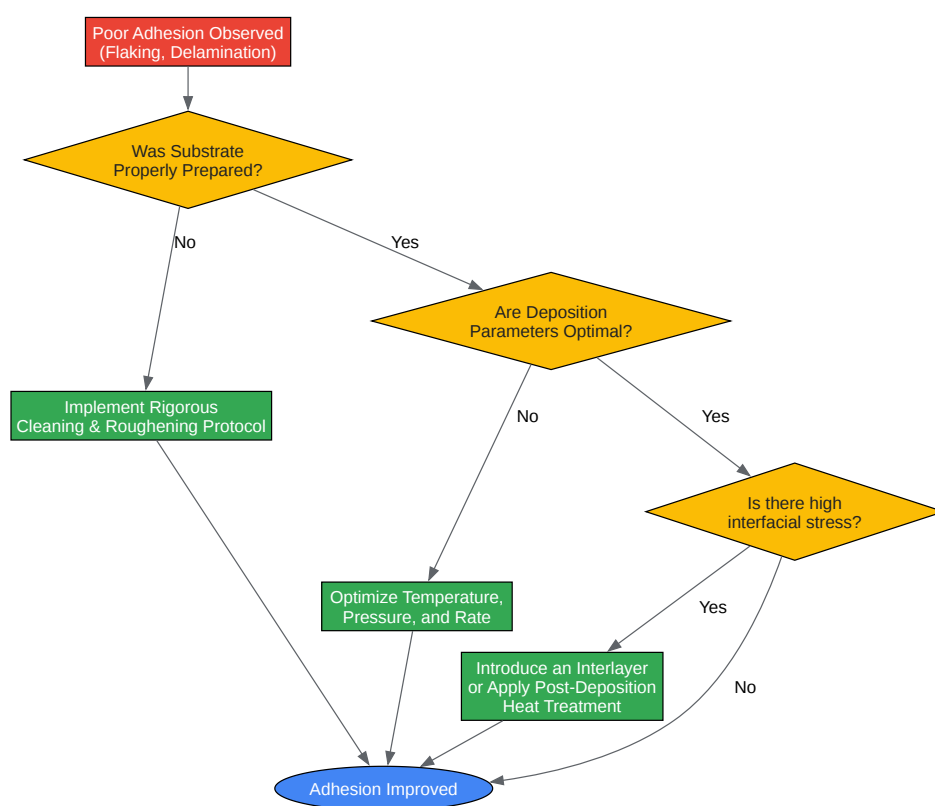 Poor Adhesion Observed
(Flaking, Delamination)
Was Substrate
Properly Prepared?
No
Yes
Are Deposition
Parameters Optimal?
Implement Rigorous
Cleaning & Roughening Protocol
No
Yes
Is there high
interfacial stress?
Optimize Temperature,
Pressure, and Rate
Yes
Introduce an Interlayer
or Apply Post-Deposition
Heat Treatment
No
Adhesion Improved